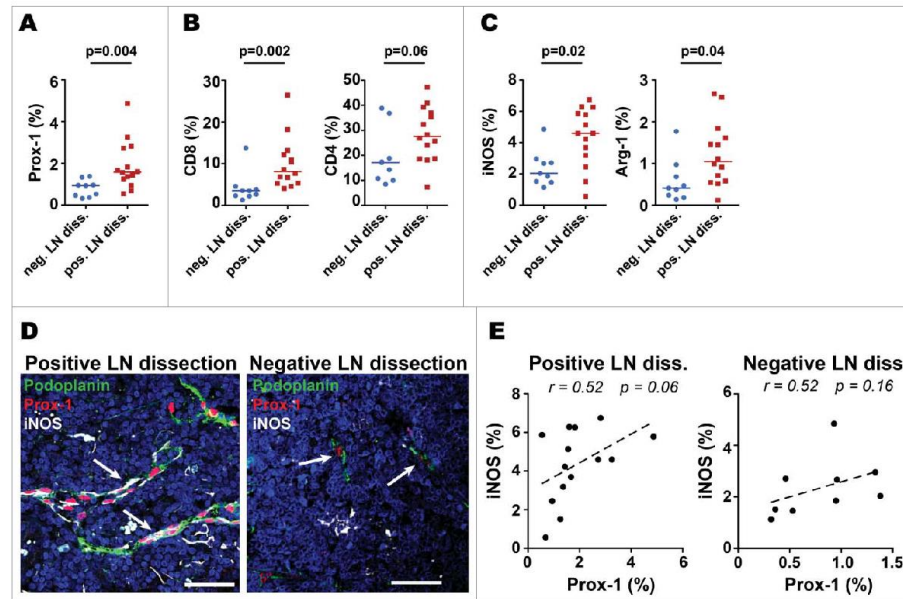 A
p=0.004
Prox-1 (%)
6
4
2
0
neg. LN diss.
pos. LN diss.
B
p=0.002
CD8 (%)
30
20
10
0
neg. LN diss.
pos. LN diss.
p=0.06
CD4 (%)
50
40
30
20
10
0
neg. LN diss.
pos. LN diss.
C
p=0.02
iNOS (%)
8
6
4
2
0
neg. LN diss.
pos. LN diss.
p=0.04
Arg-1 (%)
3
2
1
0
neg. LN diss.
pos. LN diss.
D
Positive LN dissection
Podoplanin
Prox-1
iNOS
Negative LN dissection
Podoplanin
Prox-1
iNOS
E
Positive LN diss.
r = 0.52 p = 0.06
iNOS (%)
8
6
4
2
0
0 2 4 6
Prox-1 (%)
Negative LN diss
r = 0.52 p = 0.16
iNOS (%)
8
6
4
2
0
0.0 0.5 1.0 1.5
Prox-1 (%)